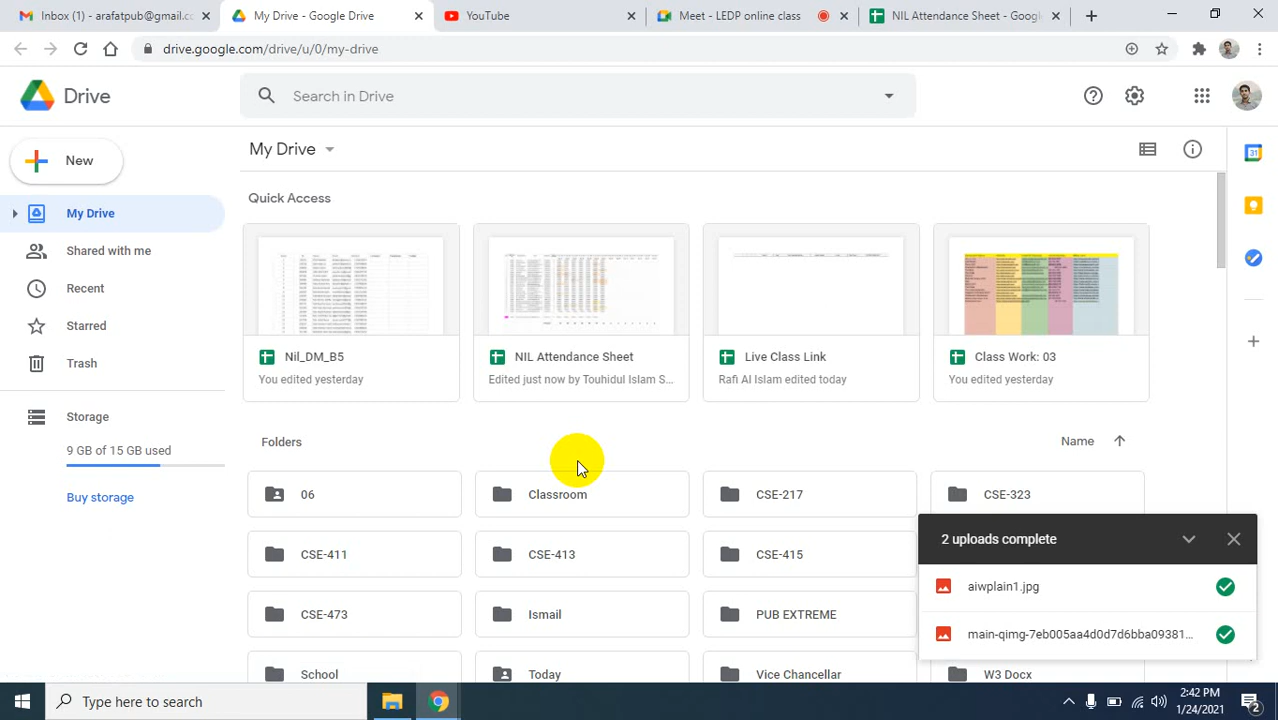 Inbox (1) - arafatpub@gmail.c
My Drive - Google Drive
YouTube
Meet - LEDP online class
NIL Attendance Sheet - Goog
drive.google.com/drive/u/0/my-drive
Drive
Search in Drive
New
My Drive
Shared with me
Recent
Starred
Trash
Storage
9 GB of 15 GB used
Buy storage
My Drive
Quick Access
Nil_DM_B5
You edited yesterday
NIL Attendance Sheet
Edited just now by Touhidul Islam S...
Live Class Link
Rafi Al Islam edited today
Class Work: 03
You edited yesterday
Folders
Name
06
Classroom
CSE-217
CSE-323
CSE-411
CSE-413
CSE-415
CSE-473
Ismail
PUB EXTREME
School
Today
Vice Chancellar
W3 Docx
2 uploads complete
aiwplain1.jpg
main-qimg-7eb005aa4d0d7d6bba09381...
31
Type here to search
2:42 PM
1/24/2021
2